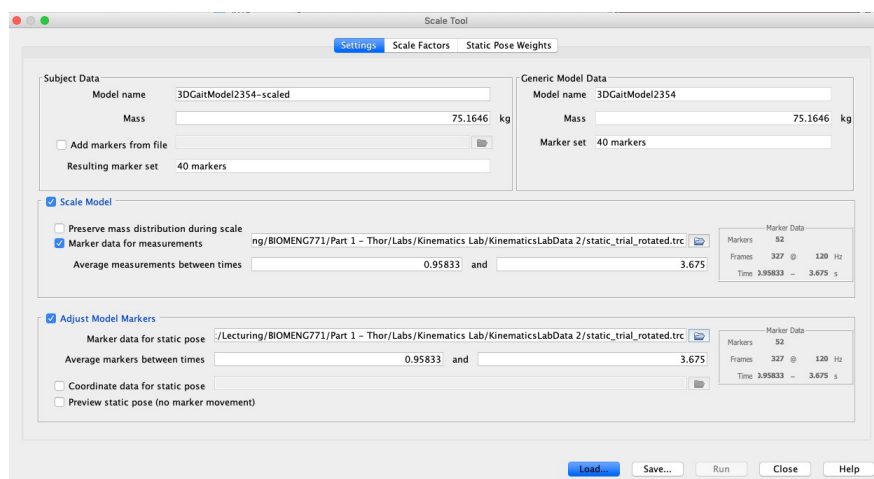 Scale Tool
Settings Scale Factors Static Pose Weights
Subject Data
Model name 3DGaitModel2354-scaled
Mass 75.1646 kg
Add markers from file
Resulting marker set 40 markers
Generic Model Data
Model name 3DGaitModel2354
Mass 75.1646 kg
Marker set 40 markers
Scale Model
Preserve mass distribution during scale
Marker data for measurements ng/BIOMENG771/Part 1 - Thor/Labs/Kinematics Lab/KinematicsLabData 2/static_trial_rotated.trc
Average measurements between times 0.95833 and 3.675
Marker Data
Markers 52
Frames 327 @ 120 Hz
Time ).95833 – 3.675 s
Adjust Model Markers
Marker data for static pose :/Lecturing/BIOMENG771/Part 1 - Thor/Labs/Kinematics Lab/KinematicsLabData 2/static_trial_rotated.trc
Average markers between times 0.95833 and 3.675
Coordinate data for static pose
Preview static pose (no marker movement)
Marker Data
Markers 52
Frames 327 @ 120 Hz
Time ).95833 – 3.675 s
Load... Save... Run Close Help